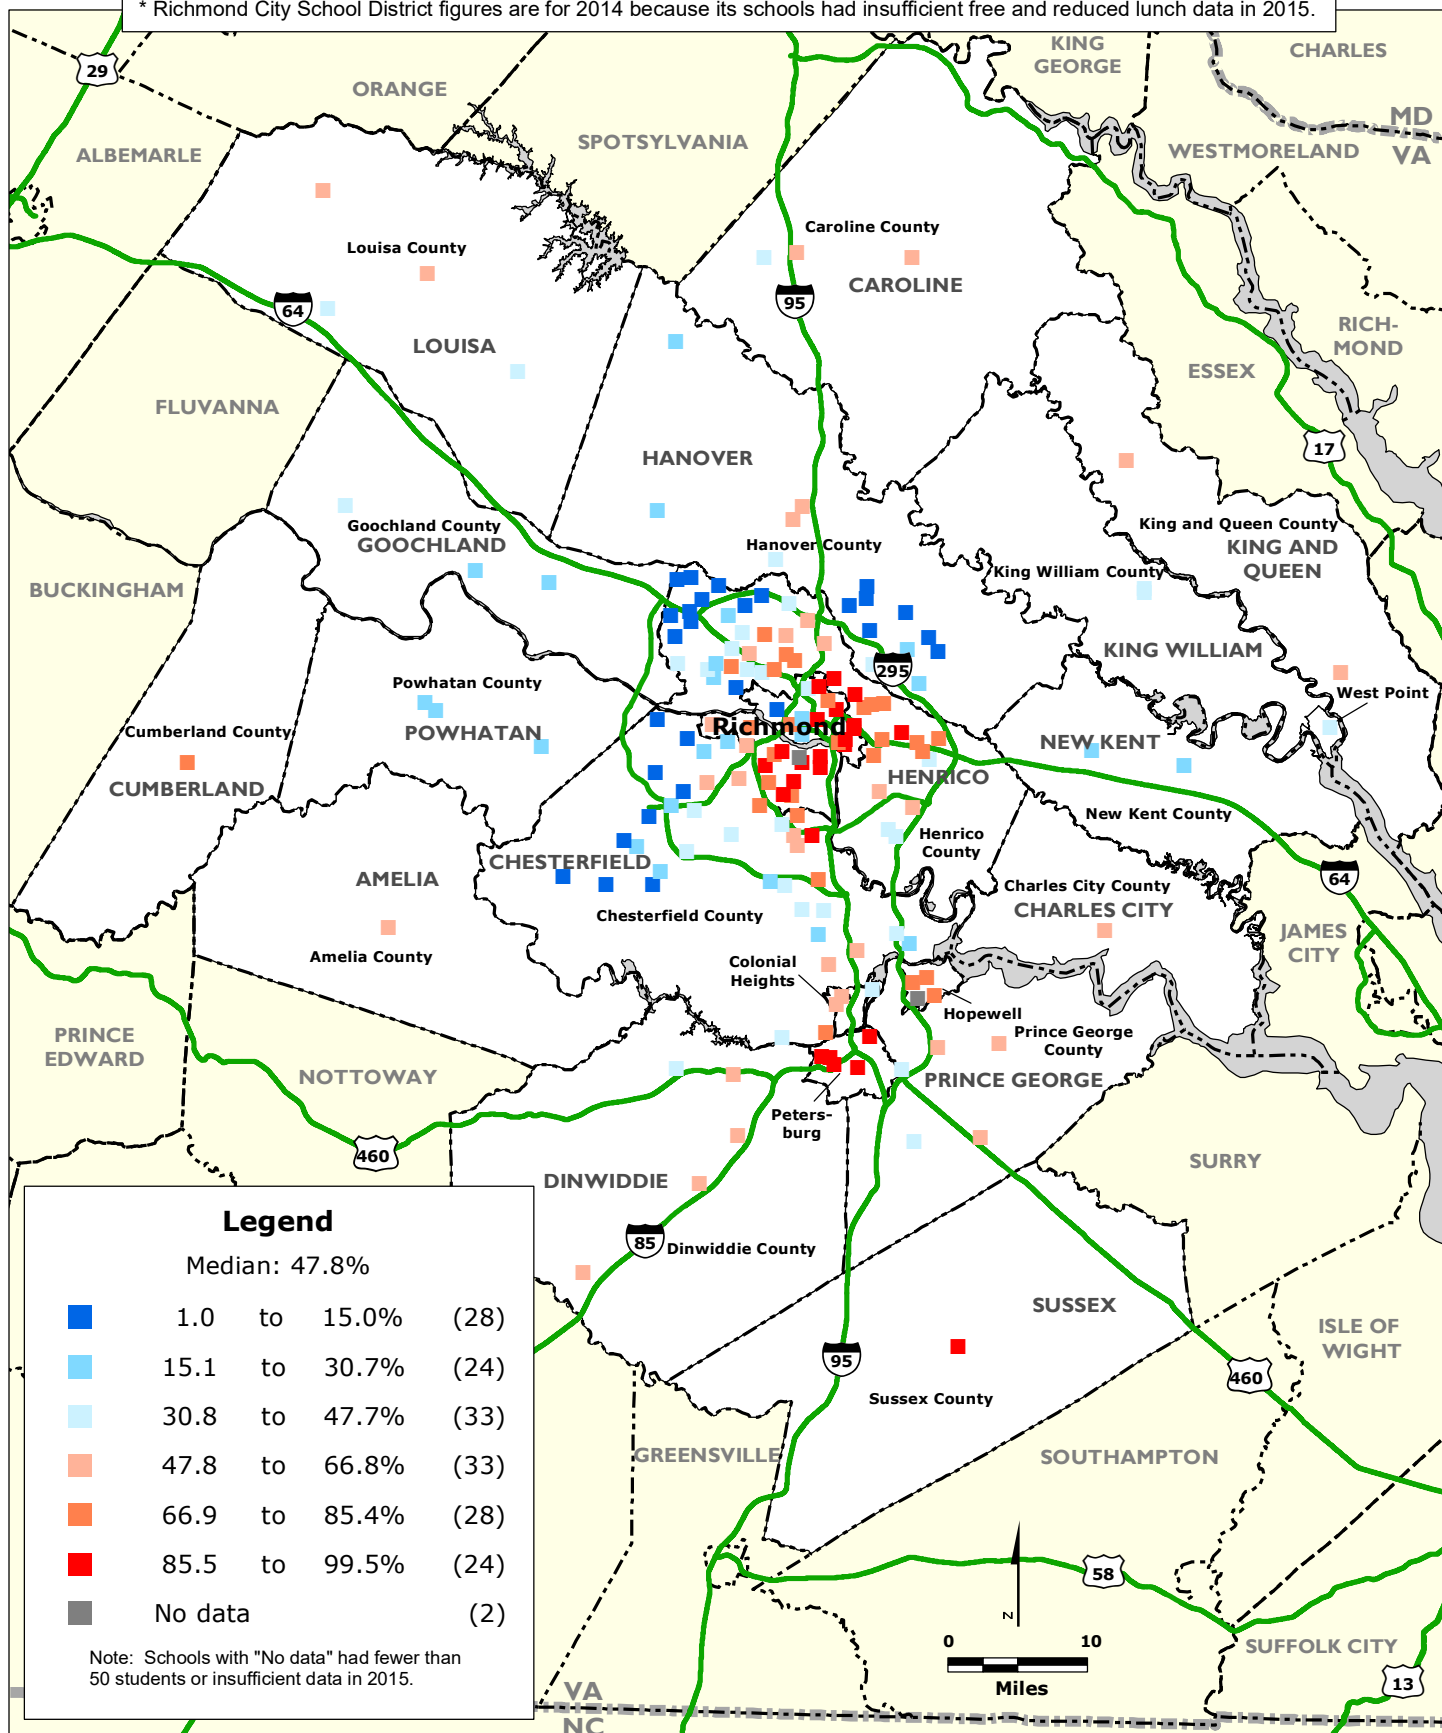 * Richmond City School District figures are for 2014 because its schools had insufficient free and reduced lunch data in 2015.
29
ORANGE
KING
GEORGE
CHARLES
MD
VA
ALBEMARLE
SPOTSYLVANIA
WESTMORELAND
Louisa County
Caroline County
CAROLINE
64
95
LOUISA
RICH-
MOND
ESSEX
FLUVANNA
17
HANOVER
Goochland County
GOOCHLAND
Hanover County
King and Queen County
KING AND
QUEEN
King William County
BUCKINGHAM
KING WILLIAM
295
Powhatan County
POWHATAN
West Point
Cumberland County
CUMBERLAND
Richmond
NEW KENT
HENRICO
New Kent County
Henrico
County
CHESTERFIELD
AMELIA
64
Charles City County
CHARLES CITY
Chesterfield County
JAMES
CITY
Amelia County
Colonial
Heights
Hopewell
PRINCE
EDWARD
Prince George
County
NOTTOWAY
PRINCE GEORGE
Peters-
burg
460
SURRY
DINWIDDIE
85
Dinwiddie County
SUSSEX
ISLE OF
WIGHT
95
460
Sussex County
GREENSVILLE
SOUTHAMPTON
58
SUFFOLK CITY
13
VA
NC
N
0 10
Miles
Legend
Median: 47.8%
1.0 to 15.0% (28)
15.1 to 30.7% (24)
30.8 to 47.7% (33)
47.8 to 66.8% (33)
66.9 to 85.4% (28)
85.5 to 99.5% (24)
No data (2)
Note: Schools with "No data" had fewer than
50 students or insufficient data in 2015.